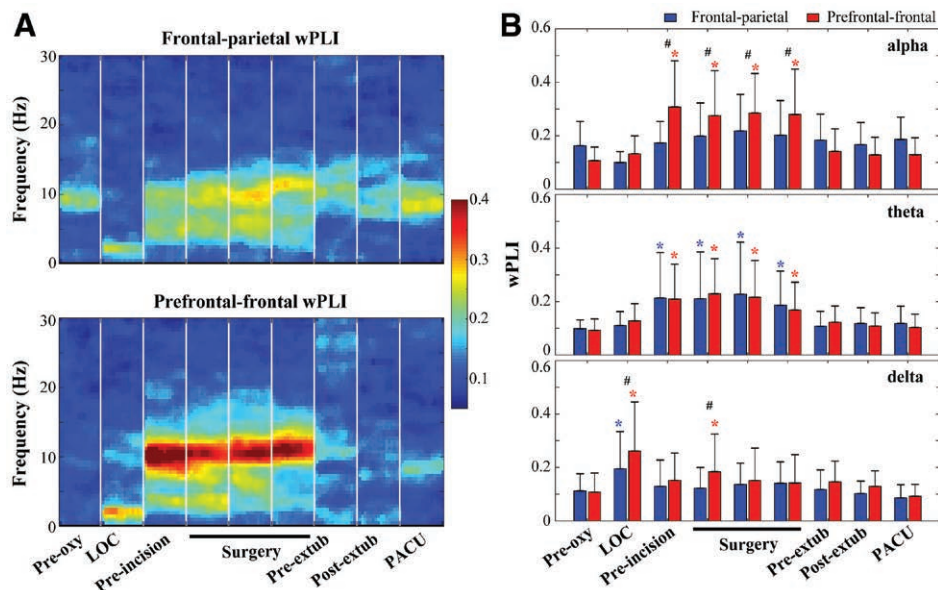 A
Frontal-parietal wPLI
30
20
10
0
Frequency (Hz)
0.4
0.3
0.2
0.1
Prefrontal-frontal wPLI
30
20
10
0
Frequency (Hz)
Pre-oxy
LOC
Pre-incision
Surgery
Pre-extub
Post-extub
PACU
B
Frontal-parietal
Prefrontal-frontal
0.6
0.4
0.2
0
alpha
# * # * # * # *
0.6
0.4
0.2
0
theta
* * * * * * * *
wPLI
0.6
0.4
0.2
0
delta
* # * # *
Pre-oxy
LOC
Pre-incision
Surgery
Pre-extub
Post-extub
PACU